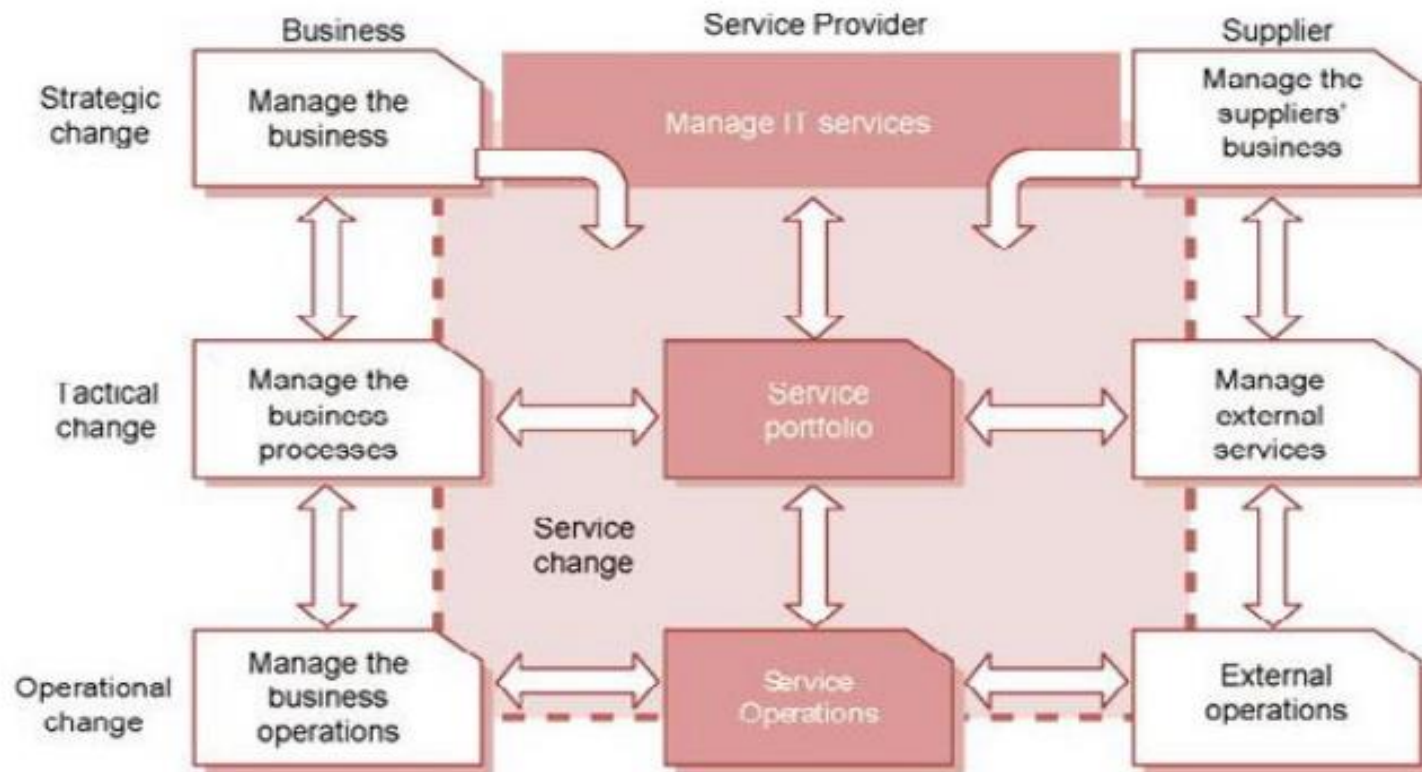 Business
Service Provider
Supplier
Strategic
change
Manage the
business
Manage IT services
Manage the
suppliers'
business
Tactical
change
Manage the
business
processes
Service
portfolio
Manage
external
services
Service
change
Operational
change
Manage the
business
operations
Service
Operations
External
operations